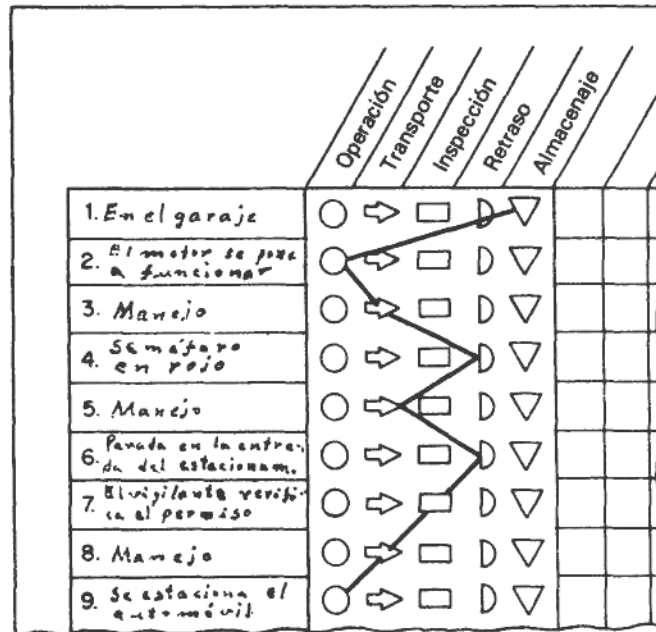 Operación
Transporte
Inspección
Retraso
Almacenaje
1. En el garaje
2. El motor se pone
a funcionar
3. Manejo
4. Semáforo
en rojo
5. Manejo
6. Parada en la entra-
da del estacionam.
7. El vigilante verifi-
ca el permiso
8. Manejo
9. Se estaciona el
automóvil